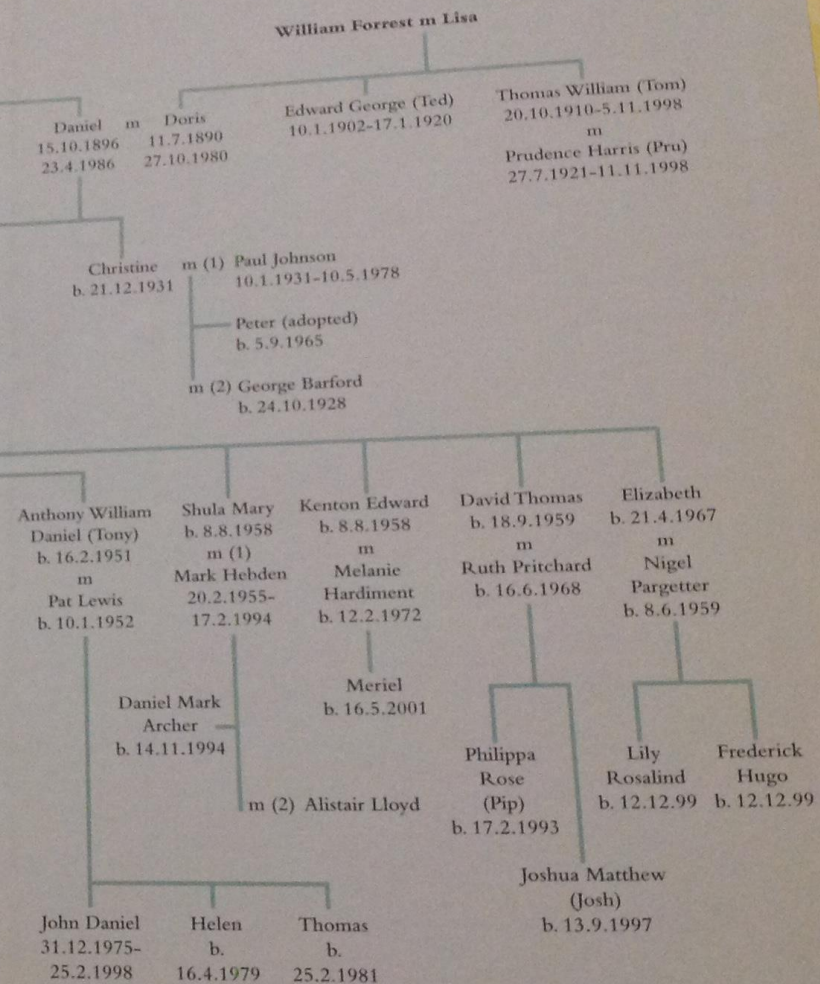 William Forrest m Lisa
Daniel m Doris
15.10.1896 11.7.1890
23.4.1986 27.10.1980
Edward George (Ted)
10.1.1902–17.1.1920
Thomas William (Tom)
20.10.1910–5.11.1998
m
Prudence Harris (Pru)
27.7.1921–11.11.1998
Christine m (1) Paul Johnson
b. 21.12.1931 10.1.1931–10.5.1978
Peter (adopted)
b. 5.9.1965
m (2) George Barford
b. 24.10.1928
Anthony William
Daniel (Tony)
b. 16.2.1951
m
Pat Lewis
b. 10.1.1952
Shula Mary
b. 8.8.1958
m (1)
Mark Hebden
20.2.1955–
17.2.1994
Kenton Edward
b. 8.8.1958
m
Melanie
Hardiment
b. 12.2.1972
David Thomas
b. 18.9.1959
m
Ruth Pritchard
b. 16.6.1968
Elizabeth
b. 21.4.1967
m
Nigel
Pargetter
b. 8.6.1959
Daniel Mark
Archer
b. 14.11.1994
Meriel
b. 16.5.2001
m (2) Alistair Lloyd
Philippa
Rose
(Pip)
b. 17.2.1993
Lily
Rosalind
b. 12.12.99
Frederick
Hugo
b. 12.12.99
Joshua Matthew
(Josh)
b. 13.9.1997
John Daniel
31.12.1975–
25.2.1998
Helen
b.
16.4.1979
Thomas
b.
25.2.1981